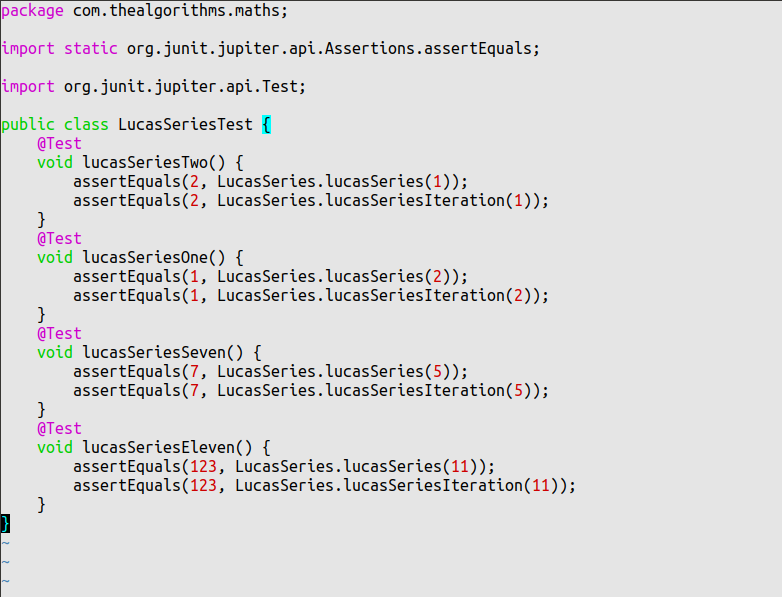 package com.thealgorithms.maths;
import static org.junit.jupiter.api.Assertions.assertEquals;
import org.junit.jupiter.api.Test;
public class LucasSeriesTest {
    @Test
    void lucasSeriesTwo() {
        assertEquals(2, LucasSeries.lucasSeries(1));
        assertEquals(2, LucasSeries.lucasSeriesIteration(1));
    }
    @Test
    void lucasSeriesOne() {
        assertEquals(1, LucasSeries.lucasSeries(2));
        assertEquals(1, LucasSeries.lucasSeriesIteration(2));
    }
    @Test
    void lucasSeriesSeven() {
        assertEquals(7, LucasSeries.lucasSeries(5));
        assertEquals(7, LucasSeries.lucasSeriesIteration(5));
    }
    @Test
    void lucasSeriesEleven() {
        assertEquals(123, LucasSeries.lucasSeries(11));
        assertEquals(123, LucasSeries.lucasSeriesIteration(11));
    }
}
~
~
~